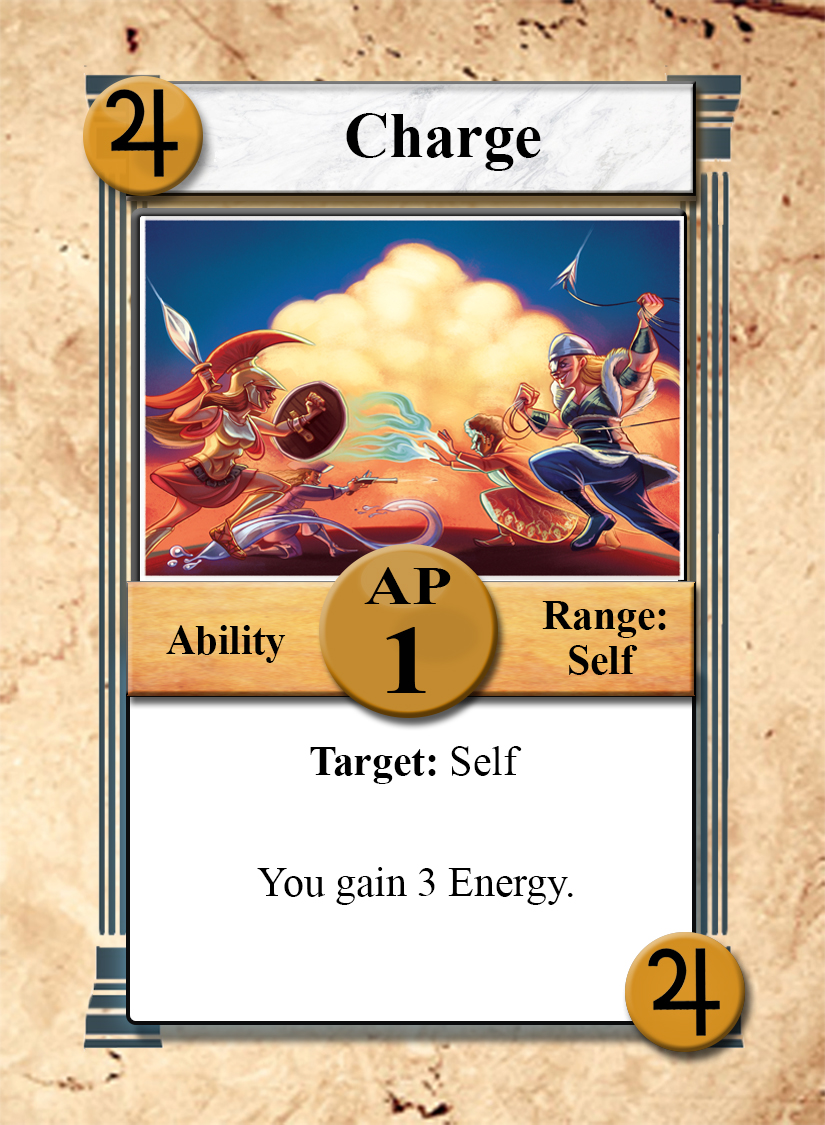 ♃
Charge
AP
1
Ability
Range:
Self
Target: Self
You gain 3 Energy.
♃